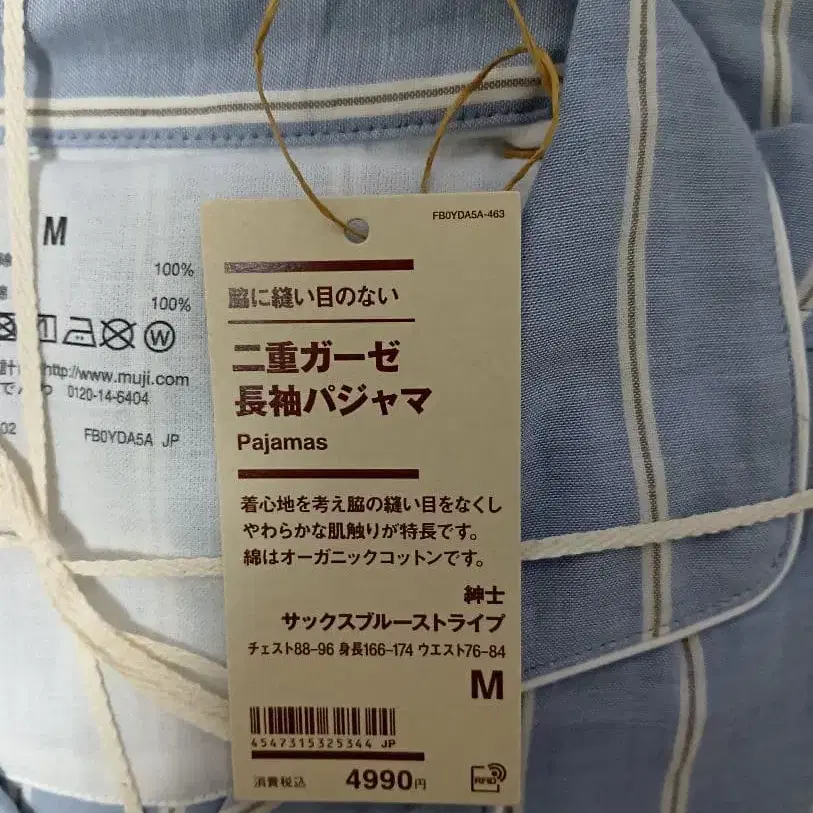 FB0YDA5A-463
脇に縫い目のない
二重ガーゼ
長袖パジャマ
Pajamas
着心地を考え脇の縫い目をなくし
やわらかな肌触りが特長です。
綿はオーガニックコットンです。
紳士
サックスブルーストライプ
チェスト88-96 身長166-174 ウエスト76-84
M
4547315325344 JP
消費税込 4990円
RFID
M
100%
100%
W
http://www.muji.com
0120-14-6404
02 FB0YDA5A JP